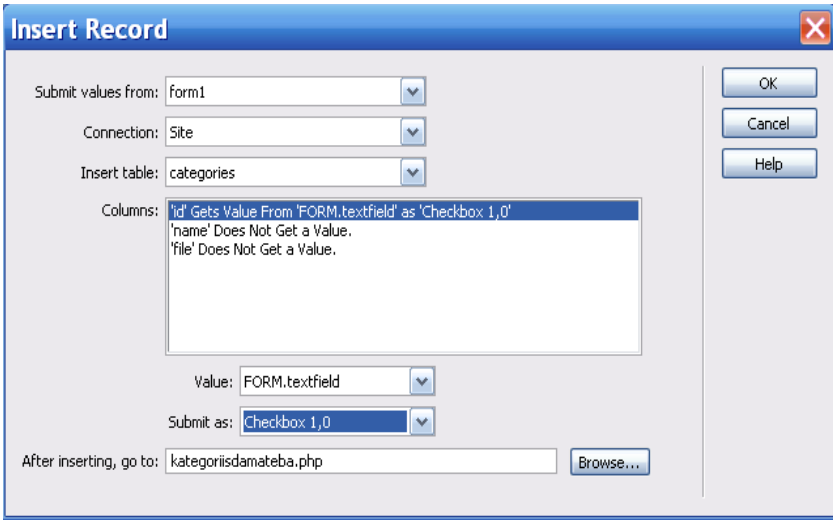 Insert Record
Submit values from: form1
OK
Connection: Site
Cancel
Insert table: categories
Help
Columns: 'id' Gets Value From 'FORM.textfield' as 'Checkbox 1,0'
'name' Does Not Get a Value.
'file' Does Not Get a Value.
Value: FORM.textfield
Submit as: Checkbox 1,0
After inserting, go to: kategoriisdamateba.php Browse...